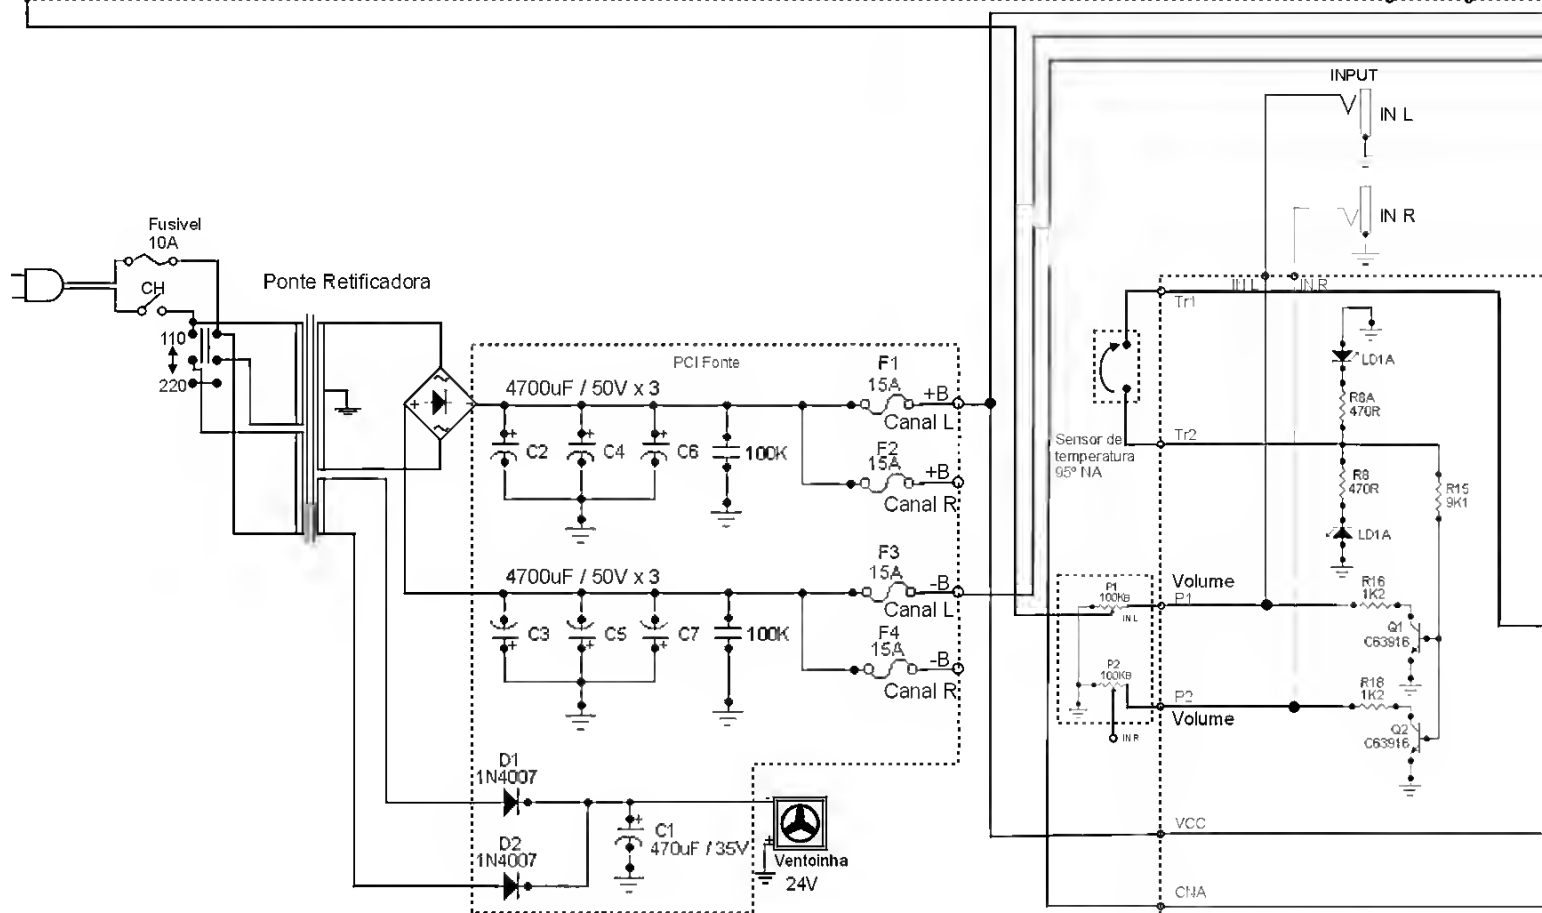 INPUT
IN L
IN R
Fusivel
10A
CH
110
220
Ponte Retificadora
IN L
IN R
Tr1
LD1A
R8A
470R
Tr2
Sensor de
temperatura
95º NA
R8
470R
LD1A
R15
9K1
PCI Fonte
4700uF / 50V x 3
C2
C4
C6
100K
F1
15A
+B
Canal L
F2
15A
+B
Canal R
4700uF / 50V x 3
C3
C5
C7
100K
F3
15A
-B
Canal L
F4
15A
-B
Canal R
P1
100KB
IN L
P2
100KB
IN R
Volume
P1
P2
Volume
R16
1K2
Q1
C63916
R18
1K2
Q2
C63916
D1
1N4007
D2
1N4007
C1
470uF / 35V
Ventoinha
24V
VCC
CNA